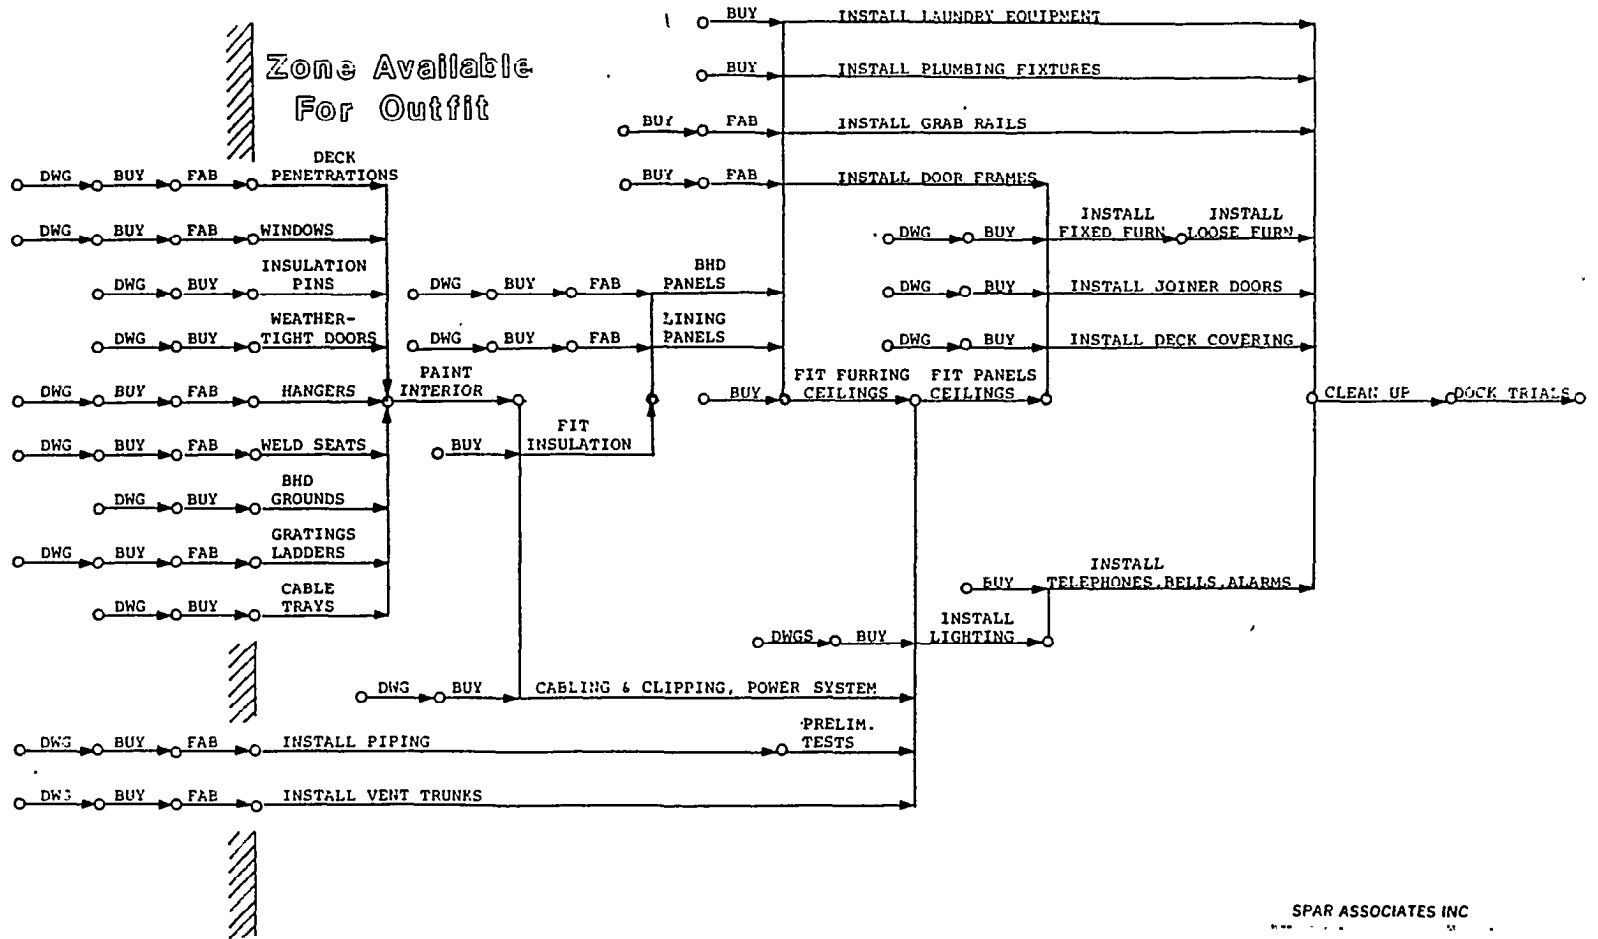 BUY INSTALL LAUNDRY EQUIPMENT
Zone Available
For Outfit
BUY INSTALL PLUMBING FIXTURES
BUY FAB INSTALL GRAB RAILS
DECK
DWG BUY FAB PENETRATIONS
BUY FAB INSTALL DOOR FRAMES
INSTALL INSTALL
DWG BUY FAB WINDOWS
DWG BUY FIXED FURN LOOSE FURN
INSULATION
DWG BUY PINS
BHD
DWG BUY FAB PANELS
DWG BUY INSTALL JOINER DOORS
WEATHER-
DWG BUY TIGHT DOORS
LINING
DWG BUY FAB PANELS
DWG BUY INSTALL DECK COVERING
DWG BUY FAB HANGERS
PAINT
INTERIOR
FIT FURRING FIT PANELS
BUY CEILINGS CEILINGS
CLEAN UP DOCK TRIALS
FIT
BUY INSULATION
DWG BUY FAB WELD SEATS
BHD
DWG BUY GROUNDS
GRATINGS
DWG BUY FAB LADDERS
INSTALL
BUY TELEPHONES, BELLS, ALARMS
CABLE
DWG BUY TRAYS
INSTALL
DWGS BUY LIGHTING
DWG BUY CABLING & CLIPPING, POWER SYSTEM
PRELIM.
DWG BUY FAB INSTALL PIPING TESTS
DWG BUY FAB INSTALL VENT TRUNKS
SPAR ASSOCIATES INC